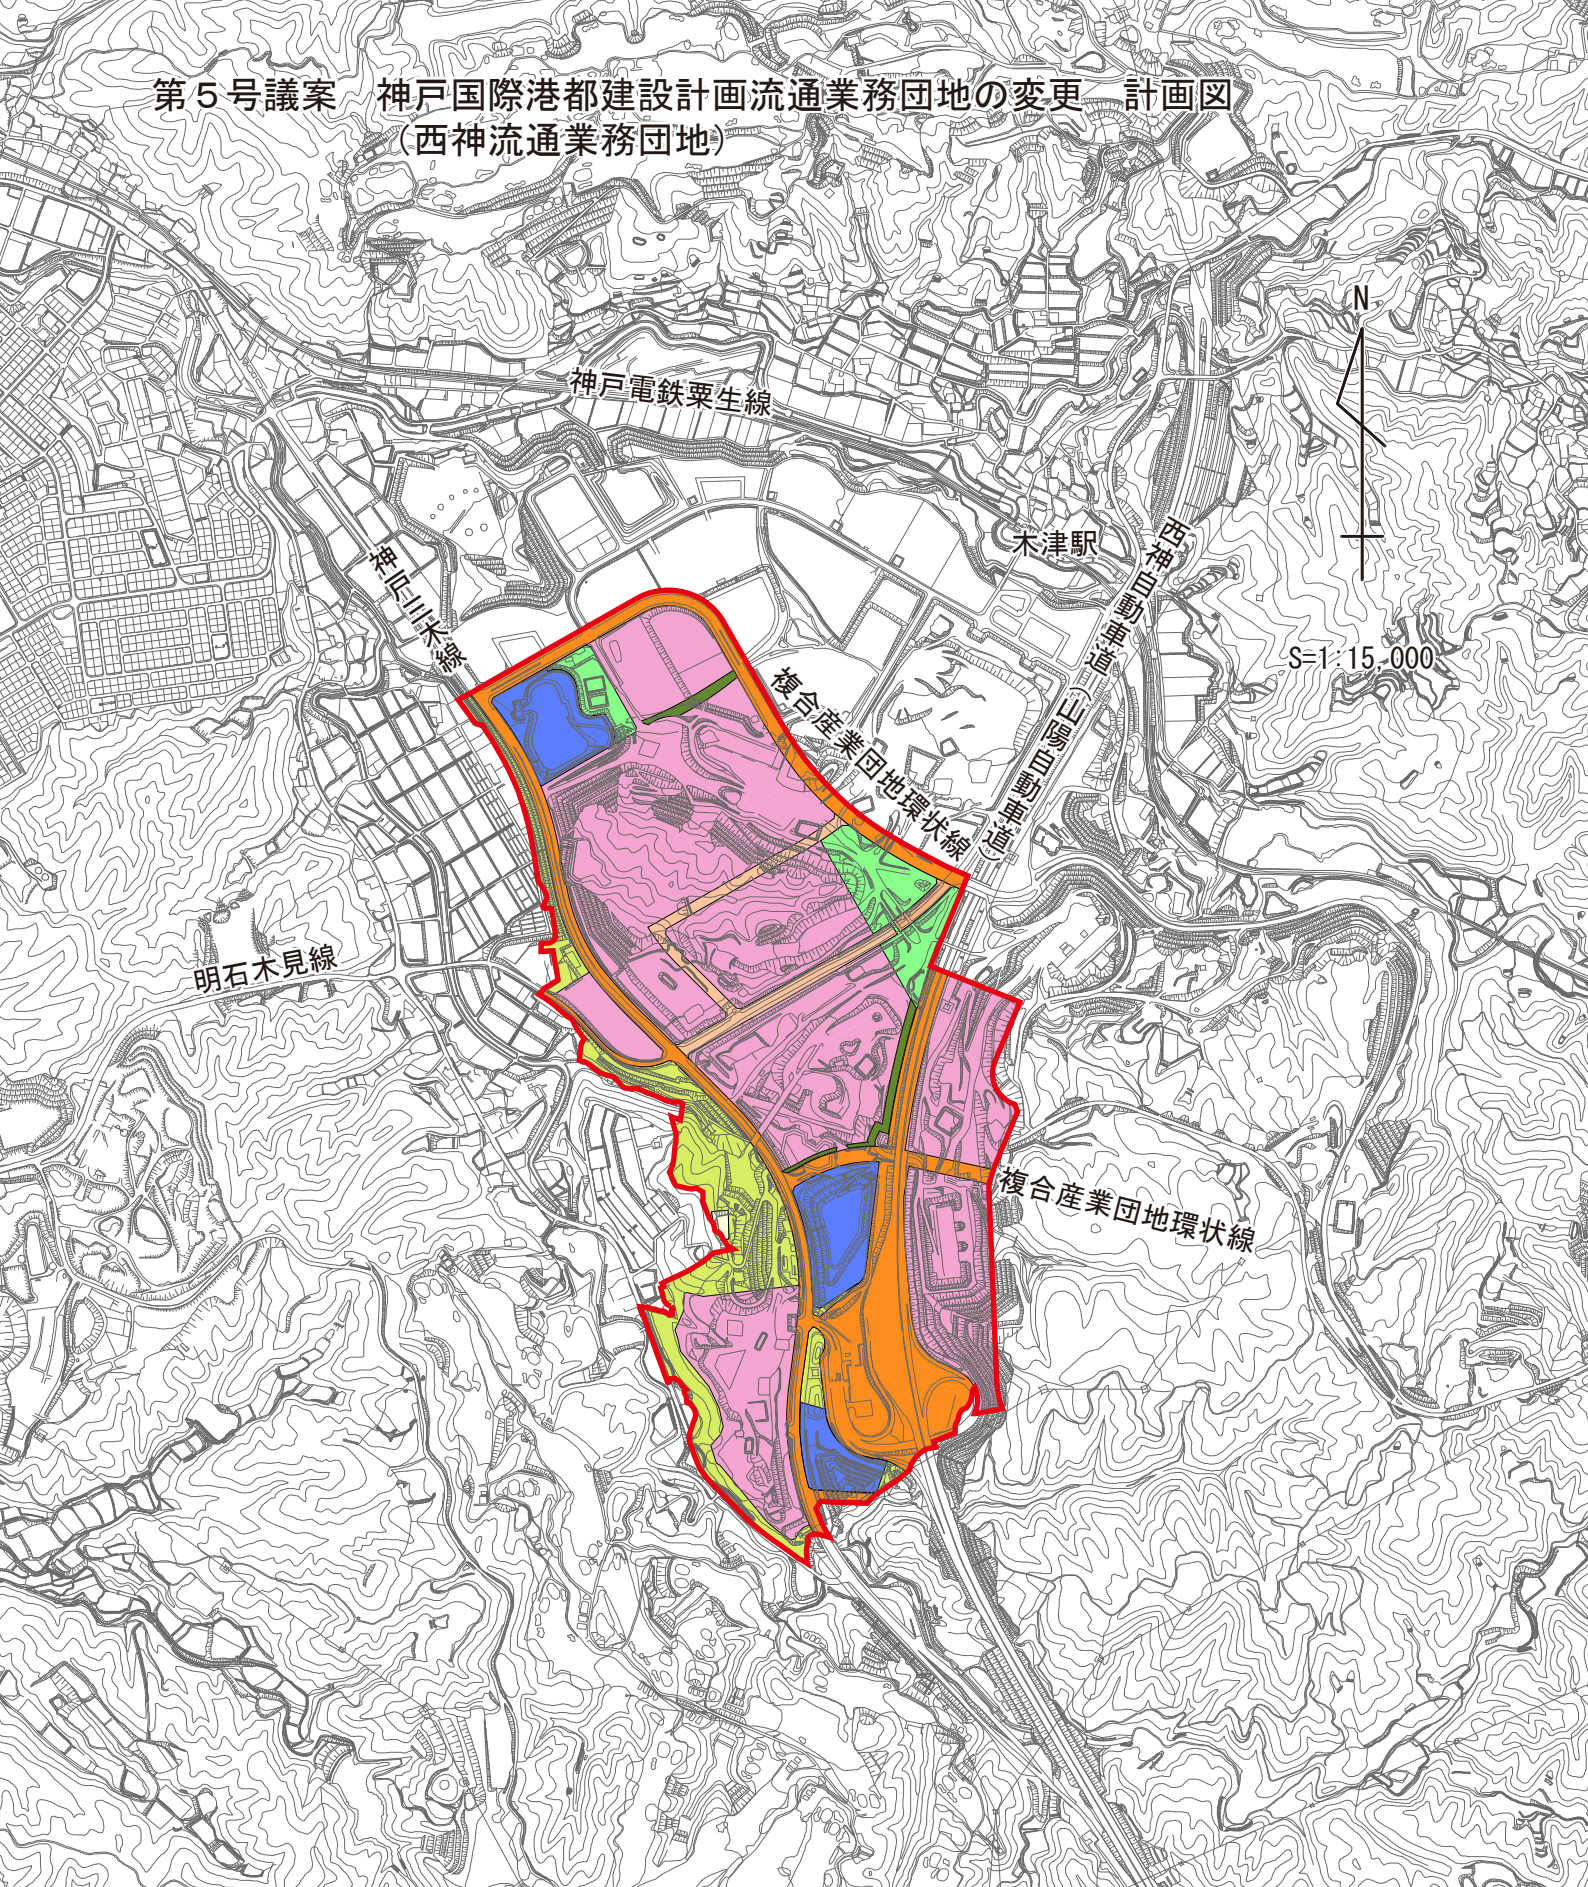 第５号議案　神戸国際港都建設計画流通業務団地の変更　計画図
（西神流通業務団地）
N
神戸電鉄粟生線
木津駅
西神自動車道（山陽自動車道）
神戸三木線
S=1:15,000
複合産業団地環状線
明石木見線
複合産業団地環状線